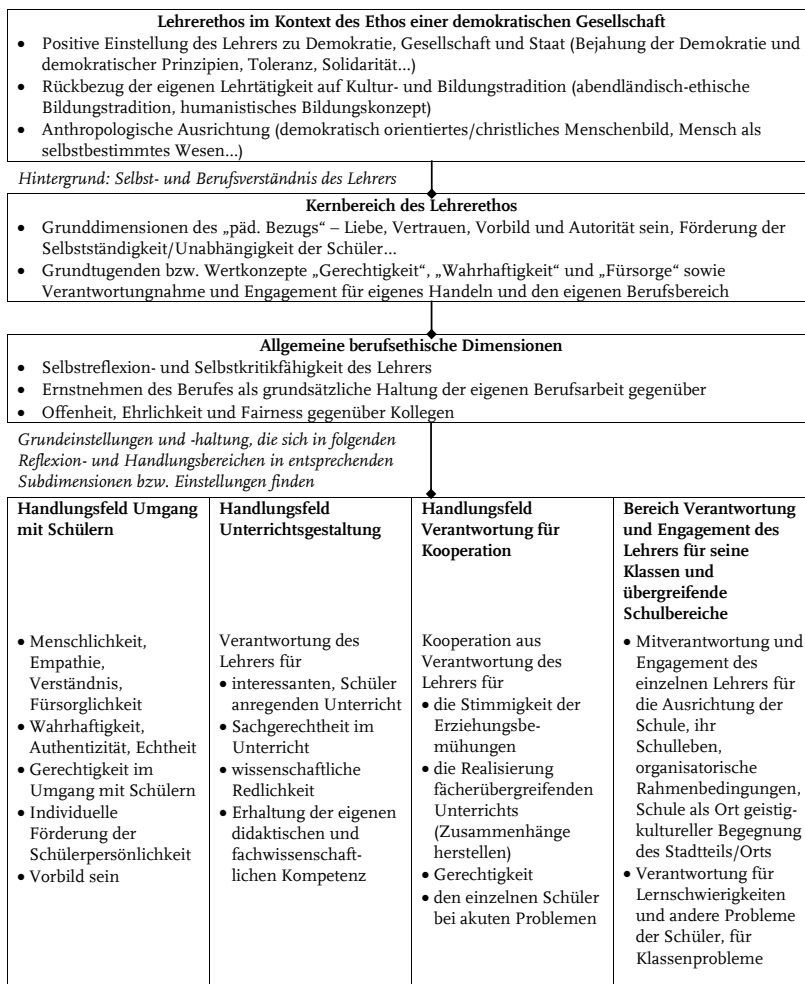 Lehrerethos im Kontext des Ethos einer demokratischen Gesellschaft
• Positive Einstellung des Lehrers zu Demokratie, Gesellschaft und Staat (Bejahung der Demokratie und
demokratischer Prinzipien, Toleranz, Solidarität...)
• Rückbezug der eigenen Lehrtätigkeit auf Kultur- und Bildungstradition (abendländisch-ethische
Bildungstradition, humanistisches Bildungskonzept)
• Anthropologische Ausrichtung (demokratisch orientiertes/christliches Menschenbild, Mensch als
selbstbestimmtes Wesen...)
Hintergrund: Selbst- und Berufsverständnis des Lehrers
Kernbereich des Lehrerethos
• Grunddimensionen des „päd. Bezugs“ – Liebe, Vertrauen, Vorbild und Autorität sein, Förderung der
Selbstständigkeit/Unabhängigkeit der Schüler...
• Grundtugenden bzw. Wertkonzepte „Gerechtigkeit“, „Wahrhaftigkeit“ und „Fürsorge“ sowie
Verantwortungnahme und Engagement für eigenes Handeln und den eigenen Berufsbereich
Allgemeine berufsethische Dimensionen
• Selbstreflexion- und Selbstkritikfähigkeit des Lehrers
• Ernstnehmen des Berufes als grundsätzliche Haltung der eigenen Berufsarbeit gegenüber
• Offenheit, Ehrlichkeit und Fairness gegenüber Kollegen
Grundeinstellungen und -haltung, die sich in folgenden
Reflexion- und Handlungsbereichen in entsprechenden
Subdimensionen bzw. Einstellungen finden
Handlungsfeld Umgang
mit Schülern
• Menschlichkeit,
Empathie,
Verständnis,
Fürsorglichkeit
• Wahrhaftigkeit,
Authentizität, Echtheit
• Gerechtigkeit im
Umgang mit Schülern
• Individuelle
Förderung der
Schülerpersönlichkeit
• Vorbild sein
Handlungsfeld
Unterrichtsgestaltung
Verantwortung des
Lehrers für
• interessanten, Schüler
anregenden Unterricht
• Sachgerechtheit im
Unterricht
• wissenschaftliche
Redlichkeit
• Erhaltung der eigenen
didaktischen und
fachwissenschaft-
lichen Kompetenz
Handlungsfeld
Verantwortung für
Kooperation
Kooperation aus
Verantwortung des
Lehrers für
• die Stimmigkeit der
Erziehungsbe-
mühungen
• die Realisierung
fächerübergreifenden
Unterrichts
(Zusammenhänge
herstellen)
• Gerechtigkeit
• den einzelnen Schüler
bei akuten Problemen
Bereich Verantwortung
und Engagement des
Lehrers für seine
Klassen und
übergreifende
Schulbereiche
• Mitverantwortung und
Engagement des
einzelnen Lehrers für
die Ausrichtung der
Schule, ihr
Schulleben,
organisatorische
Rahmenbedingungen,
Schule als Ort geistig-
kultureller Begegnung
des Stadtteils/Orts
• Verantwortung für
Lernschwierigkeiten
und andere Probleme
der Schüler, für
Klassenprobleme